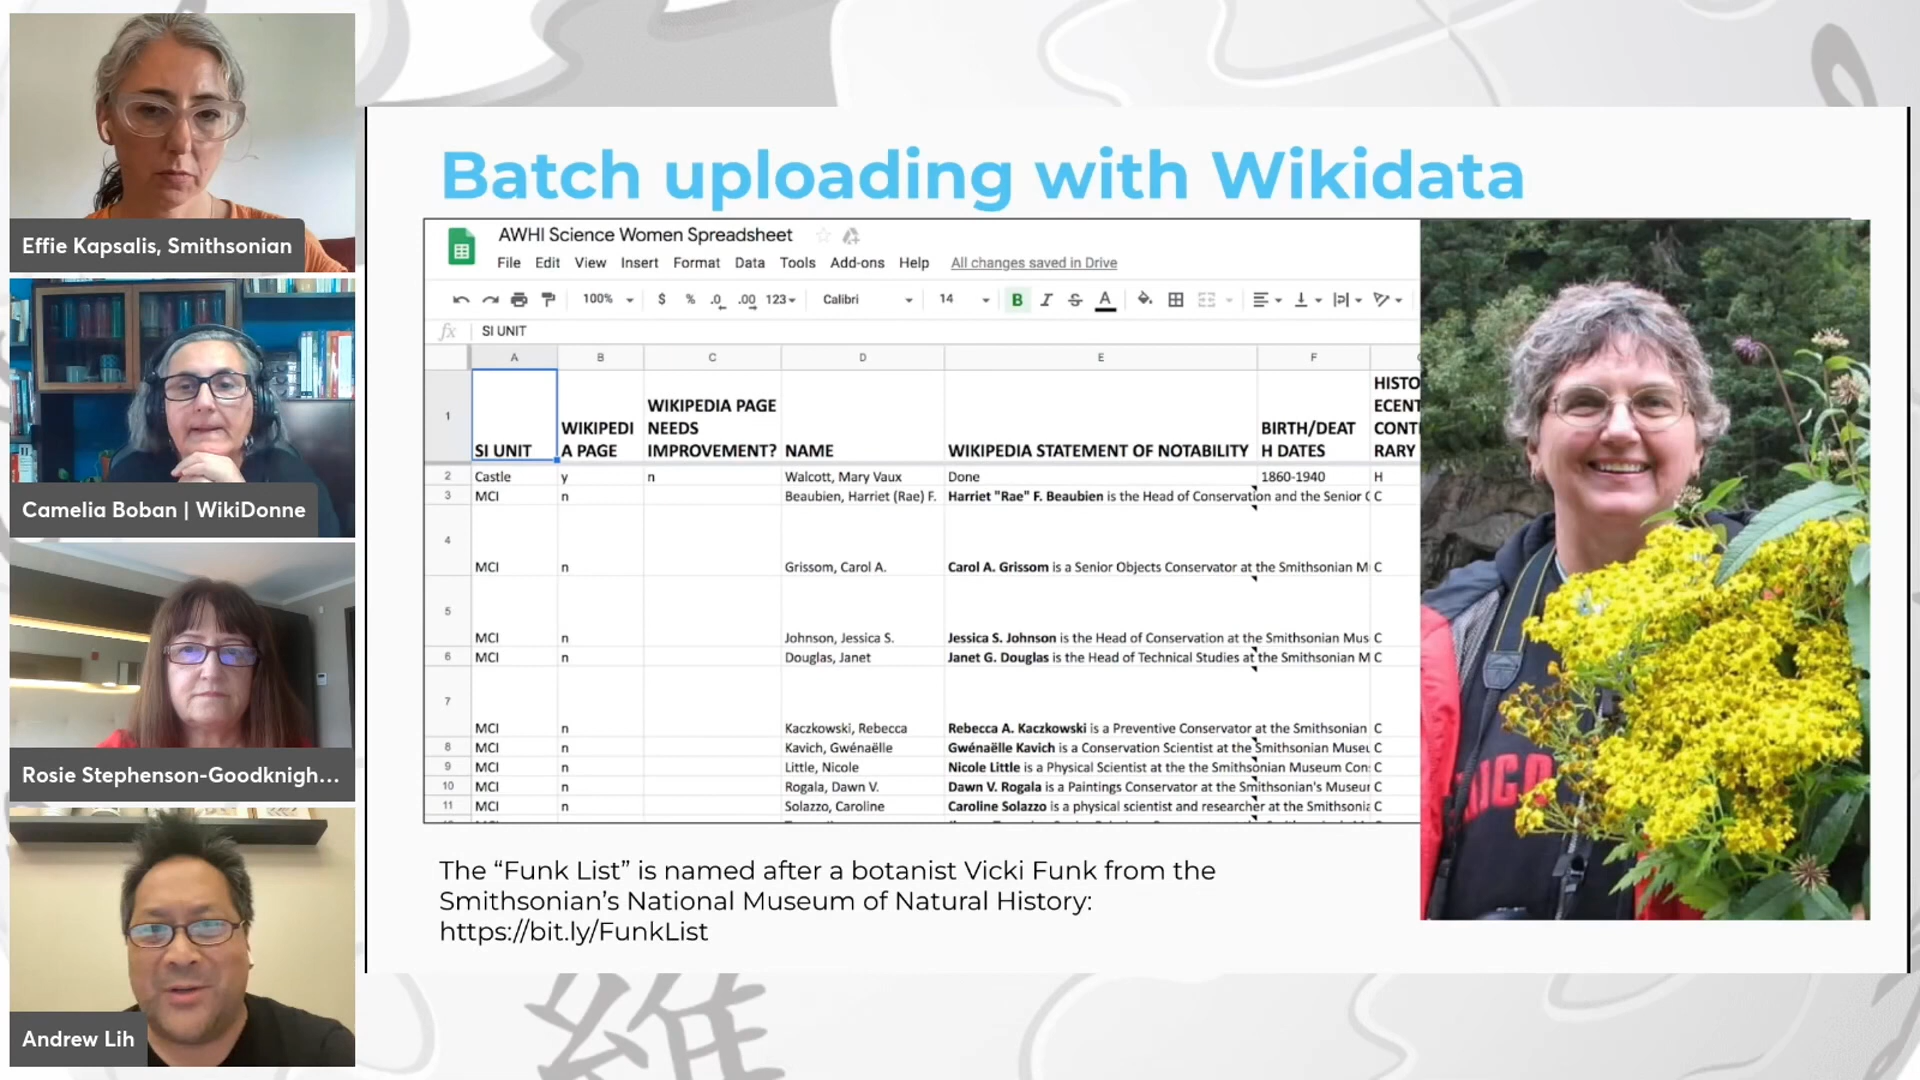 Effie Kapsalis, Smithsonian
Camelia Boban | WikiDonne
Rosie Stephenson-Goodknigh...
Andrew Lih
Batch uploading with Wikidata
AWHI Science Women Spreadsheet
File Edit View Insert Format Data Tools Add-ons Help All changes saved in Drive
100% $ % .0 .00 123 Calibri 14 B I S A
fx SI UNIT
A B C D E F
1 SI UNIT WIKIPEDIA PAGE WIKIPEDIA PAGE NEEDS IMPROVEMENT? NAME WIKIPEDIA STATEMENT OF NOTABILITY BIRTH/DEATH DATES HISTO ECENT CONT RARY
2 Castle y n Walcott, Mary Vaux Done 1860-1940 H
3 MCI n Beaubien, Harriet (Rae) F. Harriet "Rae" F. Beaubien is the Head of Conservation and the Senior C C
4 MCI n Grissom, Carol A. Carol A. Grissom is a Senior Objects Conservator at the Smithsonian M C
5 MCI n Johnson, Jessica S. Jessica S. Johnson is the Head of Conservation at the Smithsonian Mus C
6 MCI n Douglas, Janet Janet G. Douglas is the Head of Technical Studies at the Smithsonian M C
7 MCI n Kaczkowski, Rebecca Rebecca A. Kaczkowski is a Preventive Conservator at the Smithsonian C
8 MCI n Kavich, Gwénaëlle Gwénaëlle Kavich is a Conservation Scientist at the Smithsonian Museu C
9 MCI n Little, Nicole Nicole Little is a Physical Scientist at the the Smithsonian Museum Con C
10 MCI n Rogala, Dawn V. Dawn V. Rogala is a Paintings Conservator at the Smithsonian's Museur C
11 MCI n Solazzo, Caroline Caroline Solazzo is a physical scientist and researcher at the Smithsonia C
The “Funk List” is named after a botanist Vicki Funk from the
Smithsonian’s National Museum of Natural History:
https://bit.ly/FunkList
維